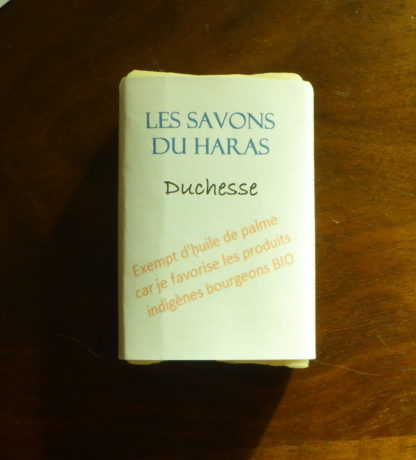 LES SAVONS
DU HARAS
Duchesse
Exempt d'huile de palme
car je favorise les produits
indigènes bourgeons BIO